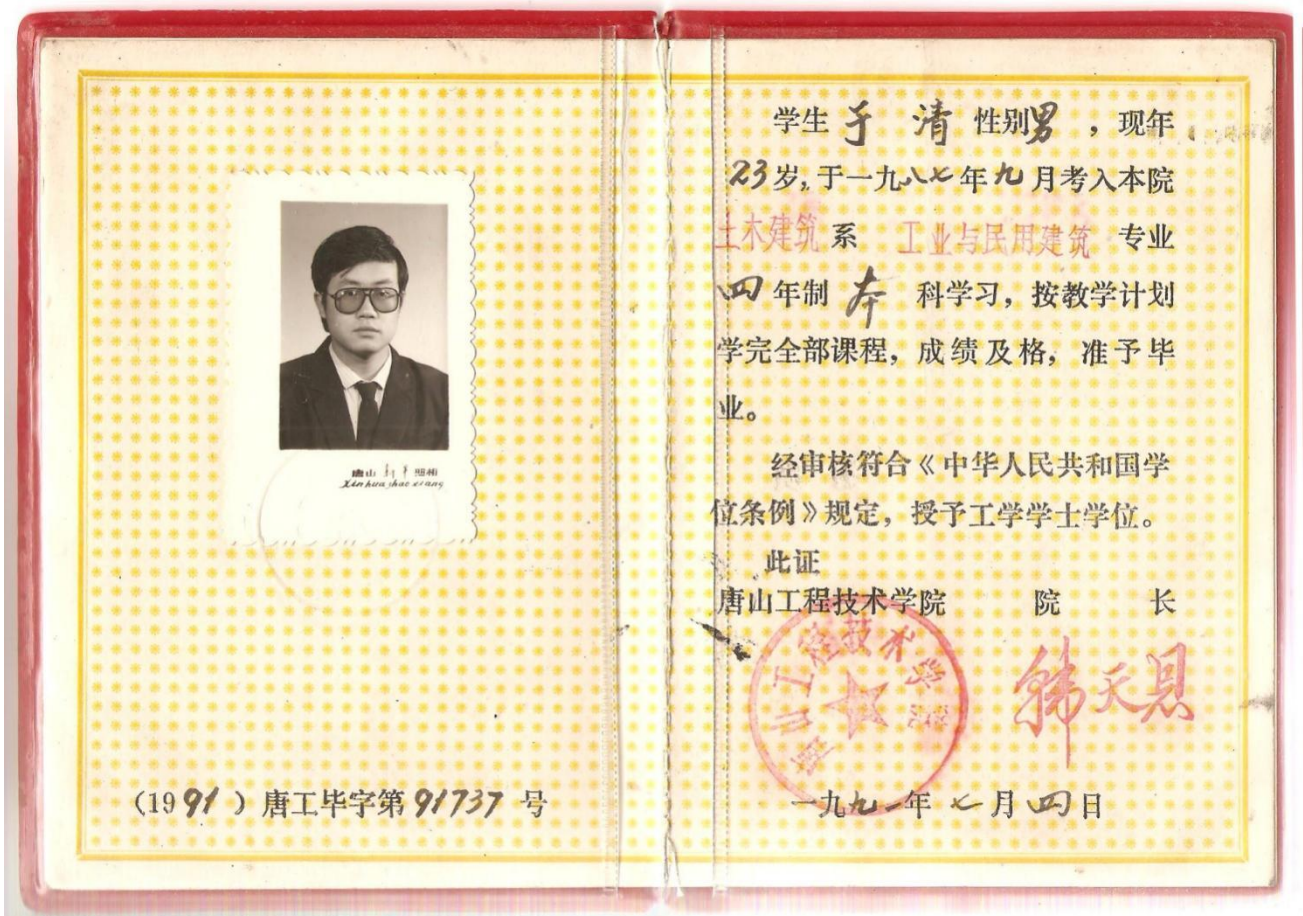 唐山 新华 照相
Xinhua zhao xiang
(1991)唐工毕字第91737号
学生于清性别男,现年
23岁,于一九八七年九月考入本院
土木建筑系 工业与民用建筑 专业
四年制本科学习,按教学计划
学完全部课程,成绩及格,准予毕
业。
经审核符合《中华人民共和国学
位条例》规定,授予工学学士学位。
此证
唐山工程技术学院 院 长
唐山工程技术学院
韩天恩
一九九一年七月四日